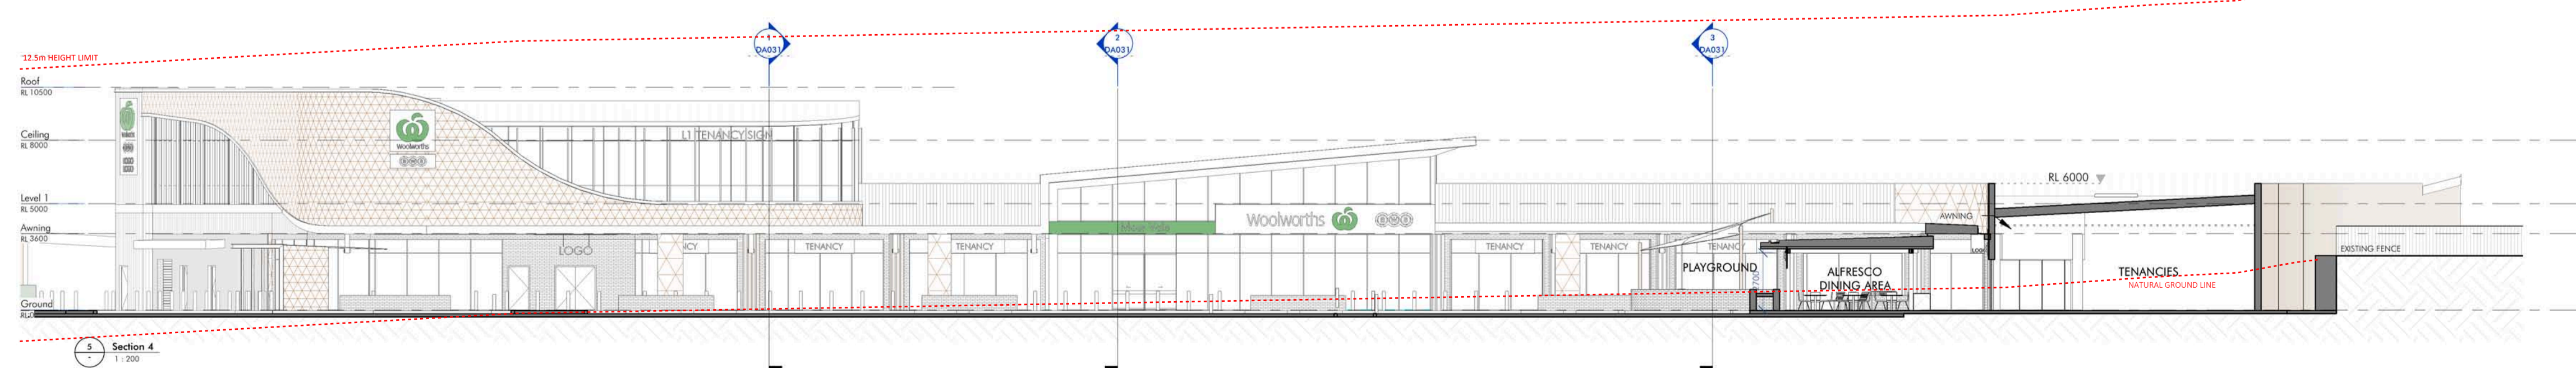 12.5m HEIGHT LIMIT
1
DA031
2
DA031
3
DA031
Roof
RL 10500
Ceiling
RL 8000
Level 1
RL 5000
Awning
RL 3600
Ground
woolworths
L1 TENANCY SIGN
LOGO
TENANCY
TENANCY
Woolworths
TENANCY
TENANCY
TENANCY
PLAYGROUND
ALFRESCO
DINING AREA
AWNING
RL 6000
TENANCIES
NATURAL GROUND LINE
EXISTING FENCE
5
-
Section 4
1 : 200